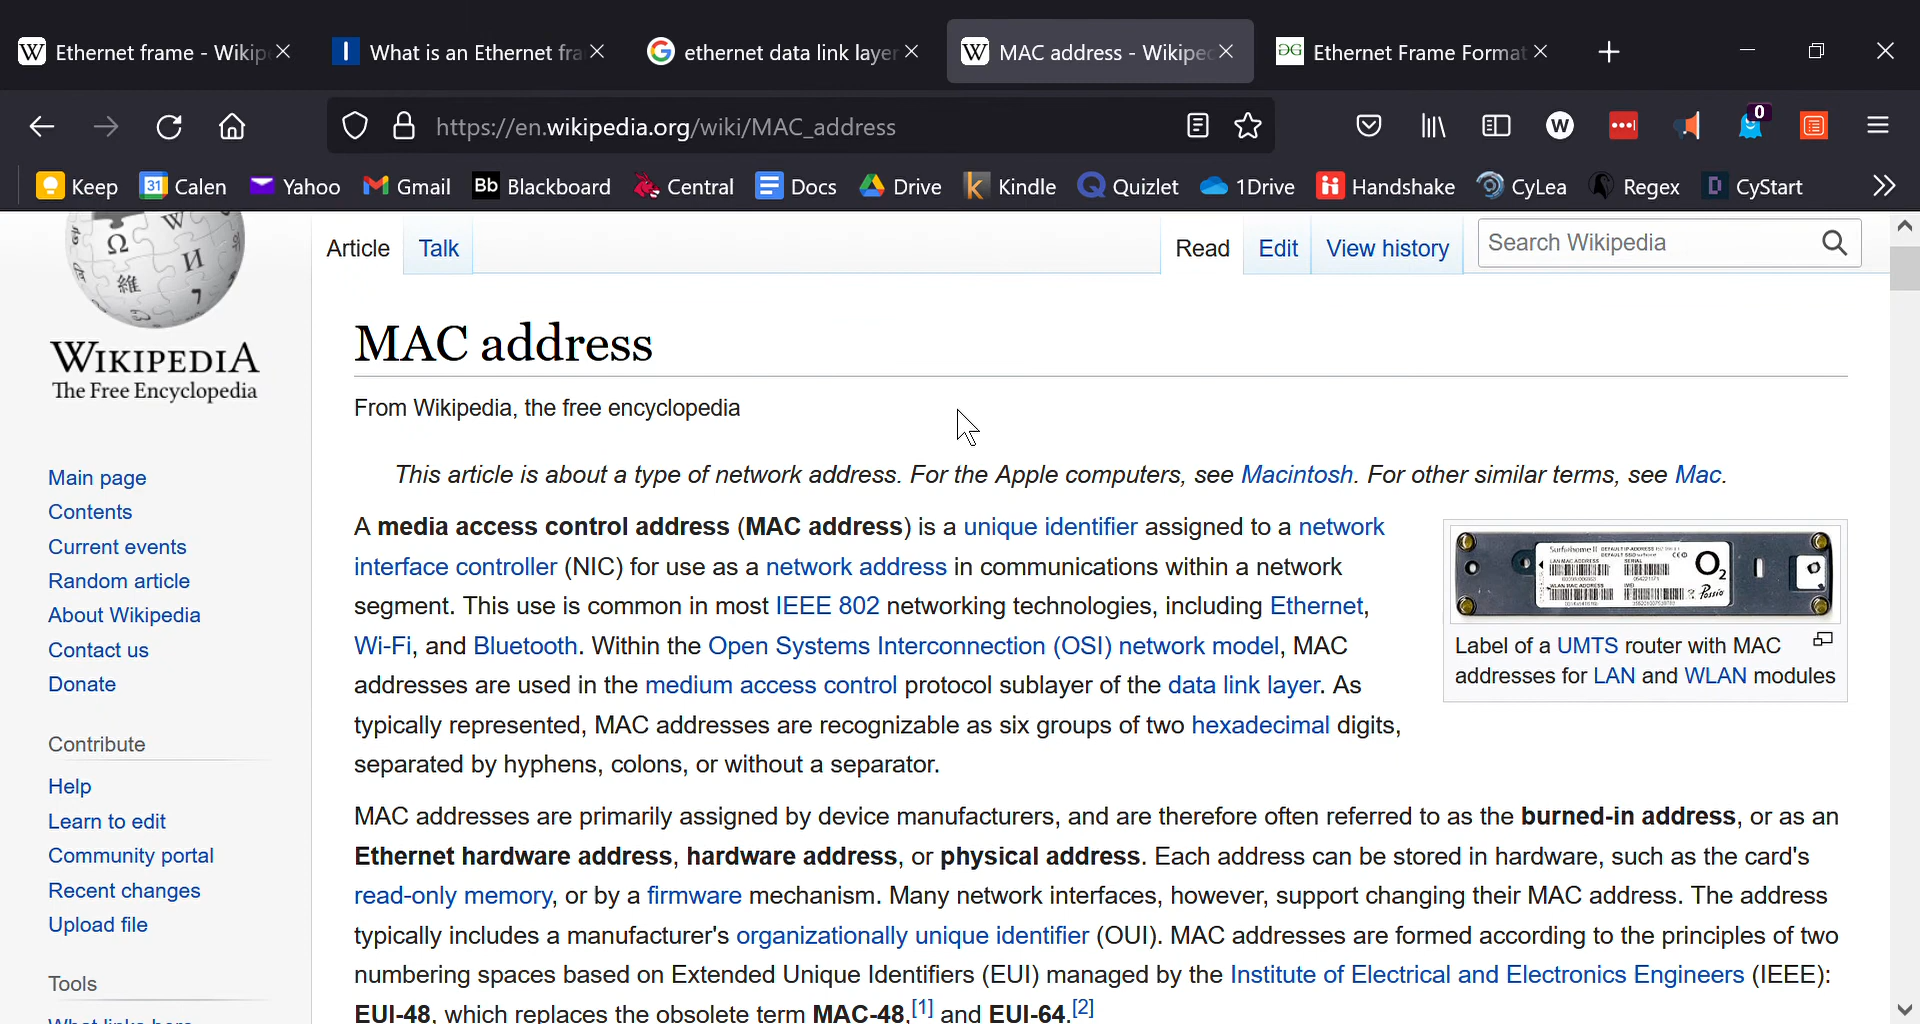 Ethernet frame - Wikip
What is an Ethernet fra
ethernet data link layer
MAC address - Wikipe
Ethernet Frame Format
https://en.wikipedia.org/wiki/MAC_address
0
Keep
31 Calen
Yahoo
Gmail
Bb Blackboard
Central
Docs
Drive
Kindle
Quizlet
1Drive
Handshake
CyLea
Regex
CyStart
WIKIPEDIA
The Free Encyclopedia
Main page
Contents
Current events
Random article
About Wikipedia
Contact us
Donate
Contribute
Help
Learn to edit
Community portal
Recent changes
Upload file
Tools
Article
Talk
Read
Edit
View history
Search Wikipedia
MAC address
From Wikipedia, the free encyclopedia
This article is about a type of network address. For the Apple computers, see Macintosh. For other similar terms, see Mac.
A media access control address (MAC address) is a unique identifier assigned to a network
interface controller (NIC) for use as a network address in communications within a network
segment. This use is common in most IEEE 802 networking technologies, including Ethernet,
Wi-Fi, and Bluetooth. Within the Open Systems Interconnection (OSI) network model, MAC
addresses are used in the medium access control protocol sublayer of the data link layer. As
typically represented, MAC addresses are recognizable as six groups of two hexadecimal digits,
separated by hyphens, colons, or without a separator.
O2
Possio
Label of a UMTS router with MAC
addresses for LAN and WLAN modules
MAC addresses are primarily assigned by device manufacturers, and are therefore often referred to as the burned-in address, or as an
Ethernet hardware address, hardware address, or physical address. Each address can be stored in hardware, such as the card's
read-only memory, or by a firmware mechanism. Many network interfaces, however, support changing their MAC address. The address
typically includes a manufacturer's organizationally unique identifier (OUI). MAC addresses are formed according to the principles of two
numbering spaces based on Extended Unique Identifiers (EUI) managed by the Institute of Electrical and Electronics Engineers (IEEE):
EUI-48, which replaces the obsolete term MAC-48,[1] and EUI-64.[2]